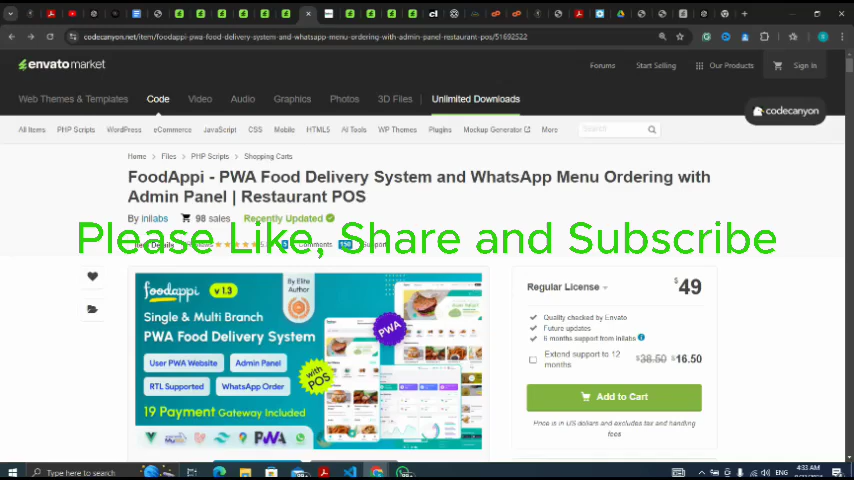 codecanyon.net/item/foodappi-pwa-food-delivery-system-and-whatsapp-menu-ordering-with-admin-panel-restaurant-pos/51692522
envatomarket
Forums
Start Selling
Our Products
Sign In
Web Themes & Templates
Code
Video
Audio
Graphics
Photos
3D Files
Unlimited Downloads
codecanyon
All Items
PHP Scripts
WordPress
eCommerce
JavaScript
CSS
Mobile
HTML5
AI Tools
WP Themes
Plugins
Mockup Generator
More
Search
Home > Files > PHP Scripts > Shopping Carts
FoodAppi - PWA Food Delivery System and WhatsApp Menu Ordering with
Admin Panel | Restaurant POS
By inilabs
98 sales
Recently Updated
Please Like, Share and Subscribe
Comments
150
Support
foodappi
v 1.3
By Elite
Author
Single & Multi Branch
PWA Food Delivery System
User PWA Website
Admin Panel
RTL Supported
WhatsApp Order
with
POS
PWA
19 Payment Gateway Included
PWA
Regular License
$49
Quality checked by Envato
Future updates
6 months support from inilabs
Extend support to 12
months
$38.50 $16.50
Add to Cart
Price is in US dollars and excludes tax and handling
fees
Type here to search
ENG
4:33 AM